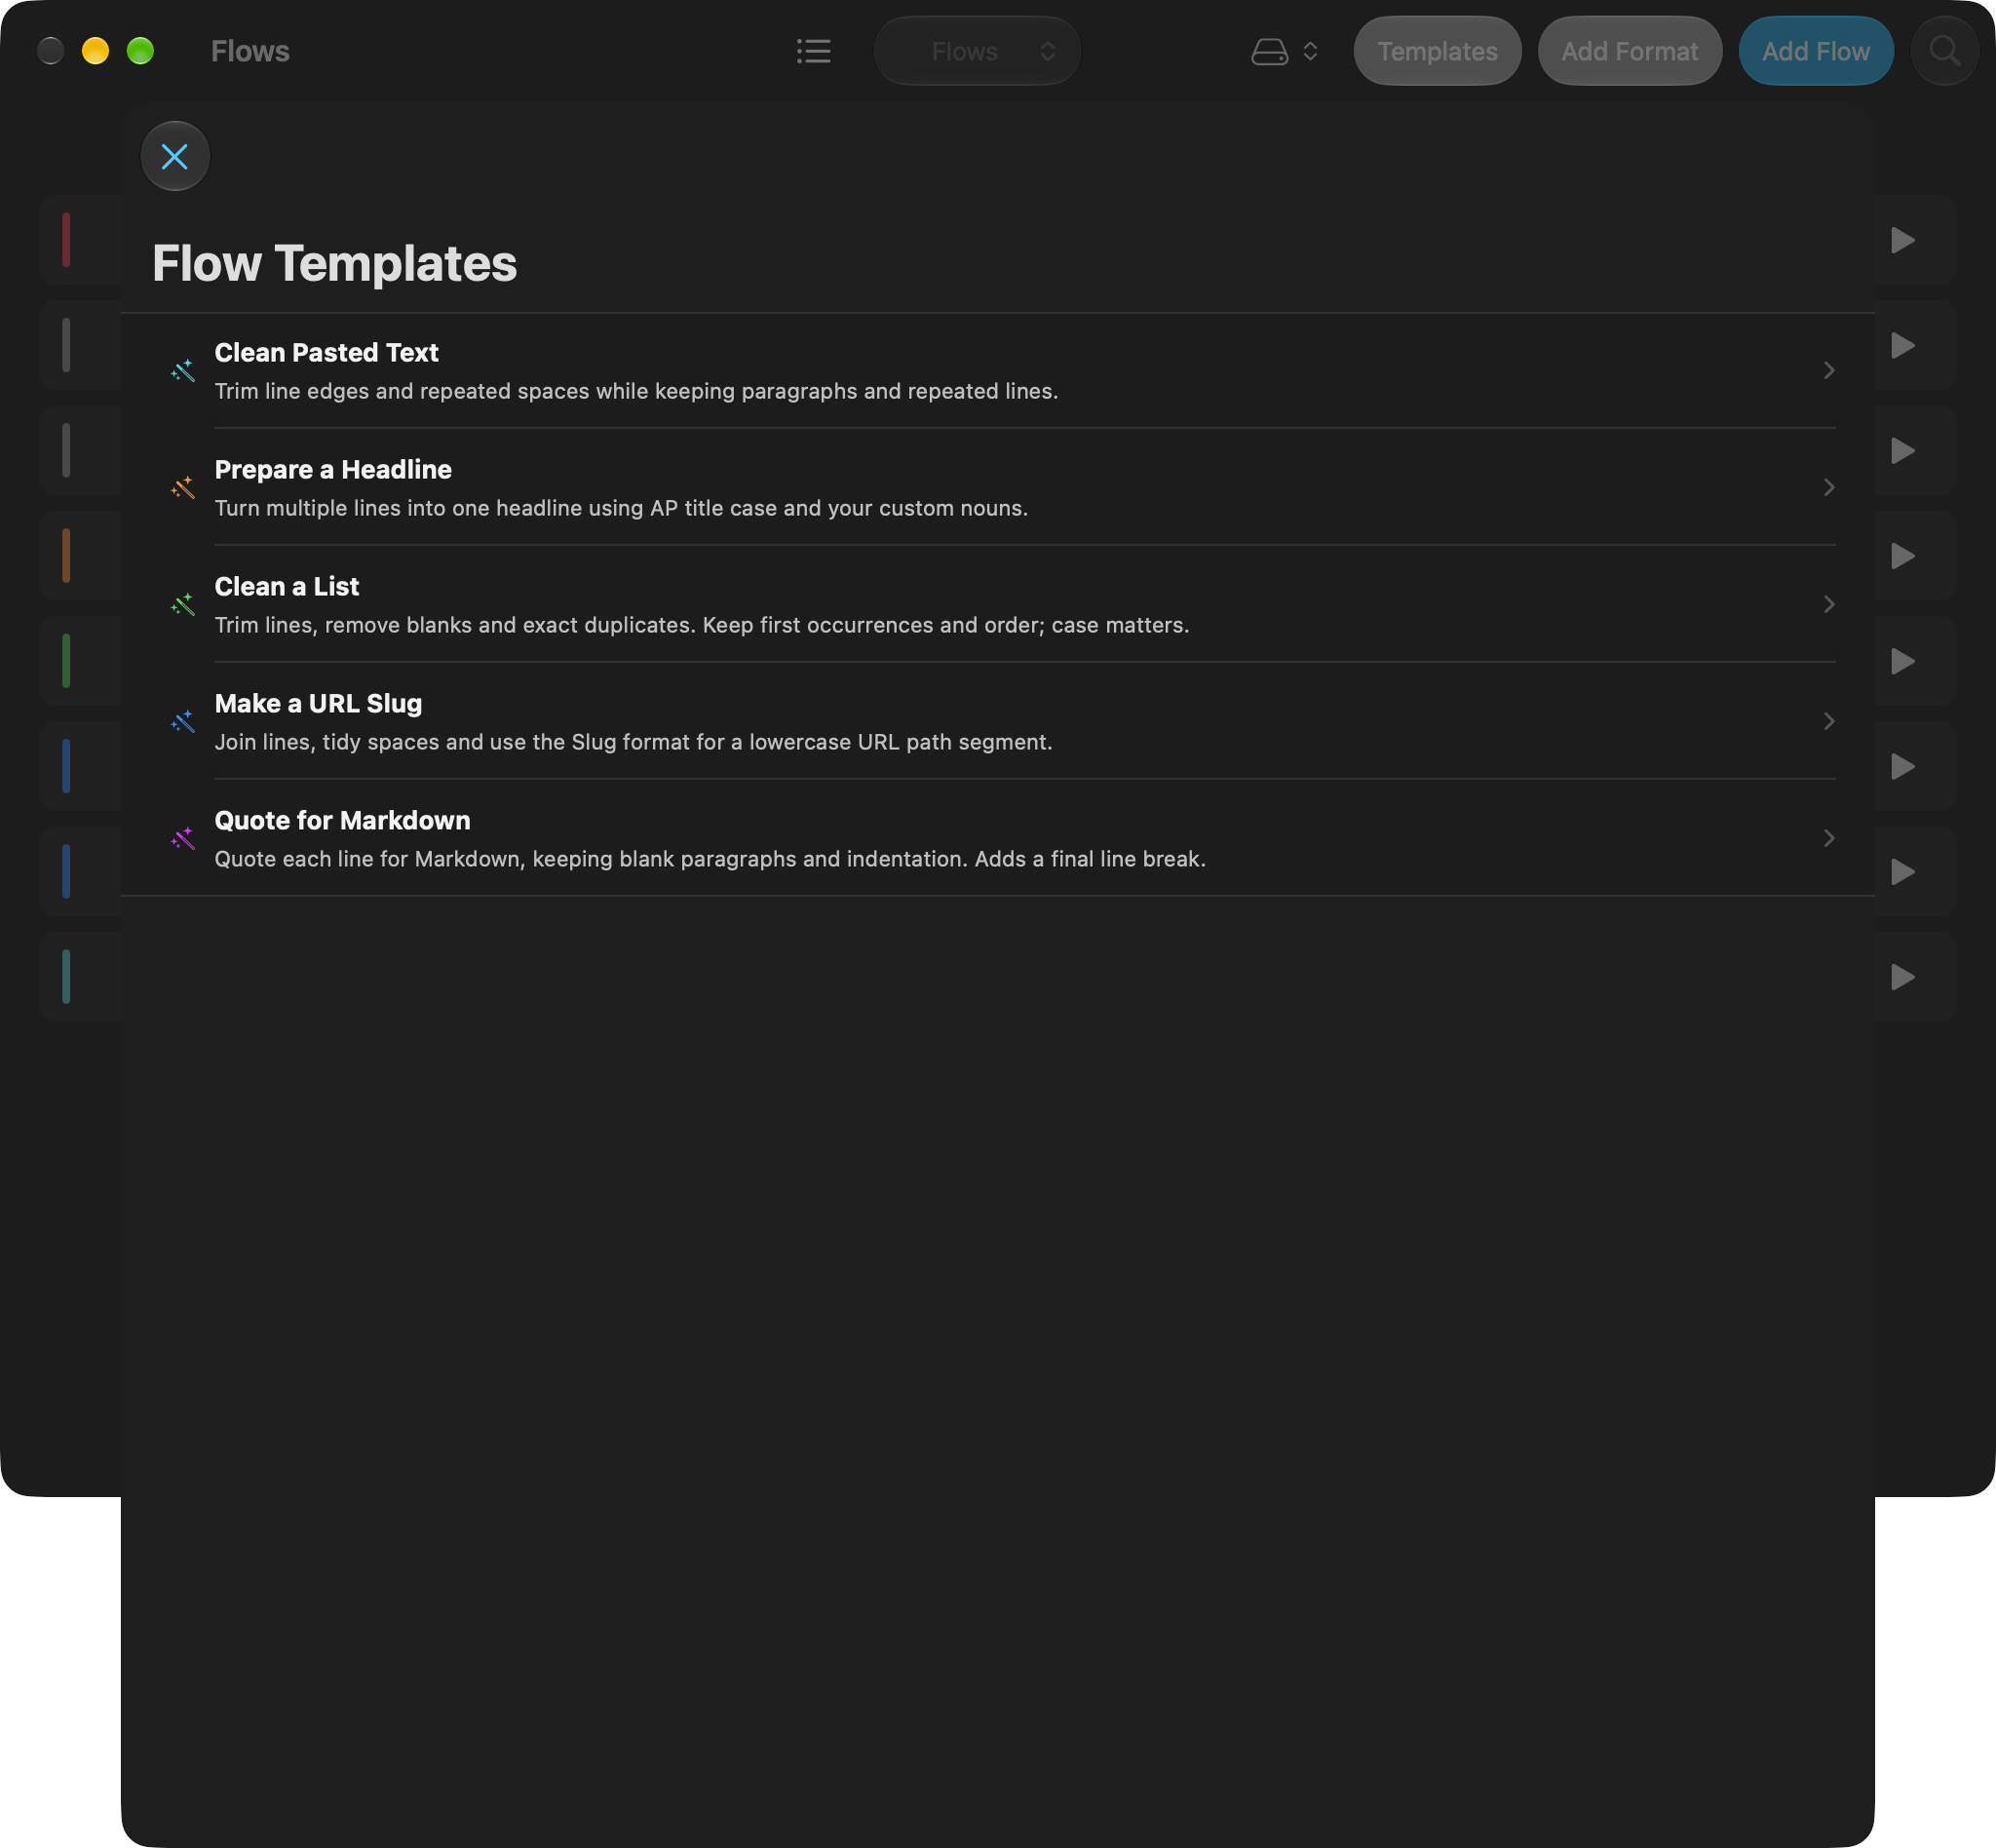 Flows
Flows
Templates
Add Format
Add Flow
Flow Templates
Clean Pasted Text
Trim line edges and repeated spaces while keeping paragraphs and repeated lines.
Prepare a Headline
Turn multiple lines into one headline using AP title case and your custom nouns.
Clean a List
Trim lines, remove blanks and exact duplicates. Keep first occurrences and order; case matters.
Make a URL Slug
Join lines, tidy spaces and use the Slug format for a lowercase URL path segment.
Quote for Markdown
Quote each line for Markdown, keeping blank paragraphs and indentation. Adds a final line break.